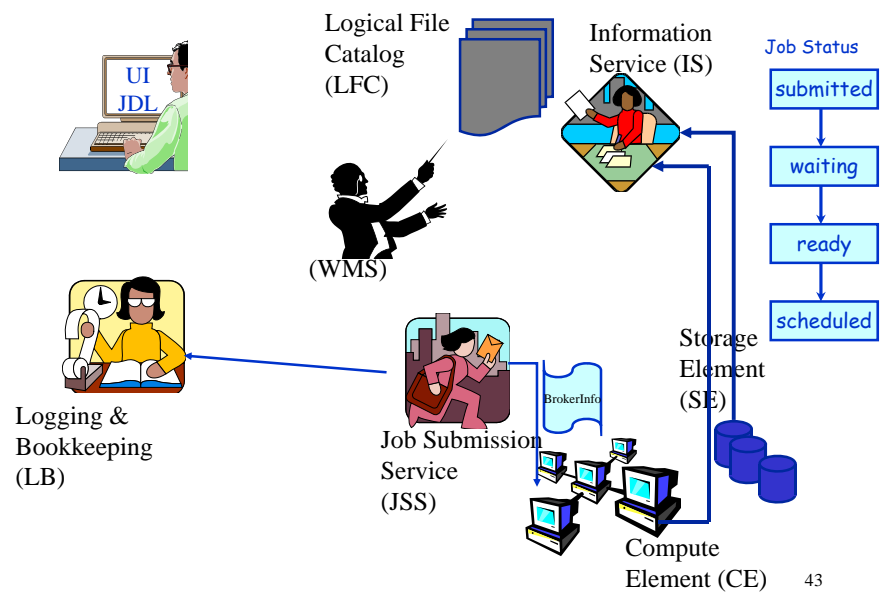 UI
JDL
Logical File
Catalog
(LFC)
Information
Service (IS)
Job Status
submitted
waiting
ready
scheduled
(WMS)
Logging &
Bookkeeping
(LB)
Job Submission
Service
(JSS)
BrokerInfo
Storage
Element
(SE)
Compute
Element (CE)
43